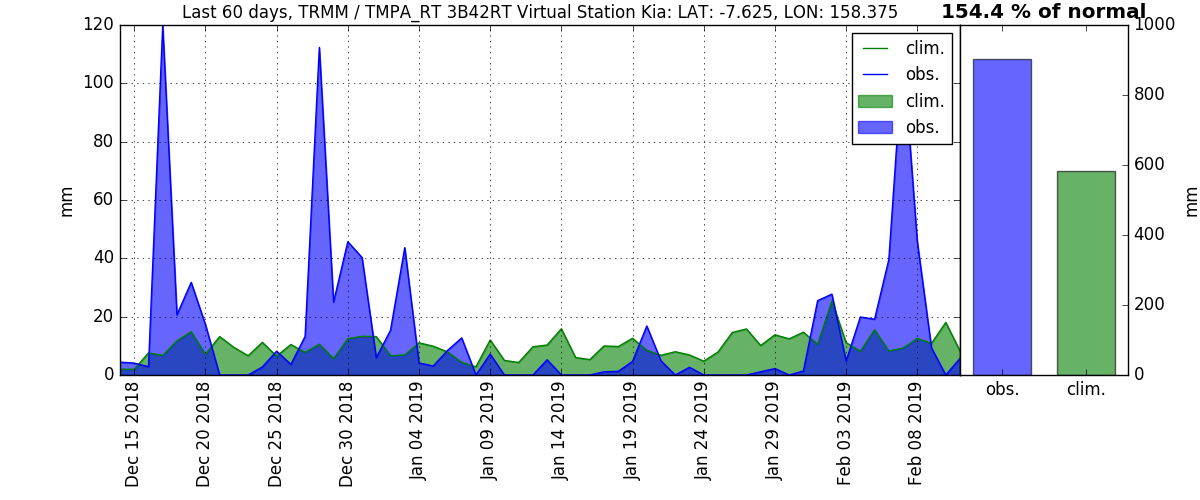 Last 60 days, TRMM / TMPA_RT 3B42RT Virtual Station Kia: LAT: -7.625, LON: 158.375
154.4 % of normal
120
100
80
60
40
20
0
mm
clim.
obs.
clim.
obs.
1000
800
600
400
200
0
mm
obs.
clim.
Dec 15 2018
Dec 20 2018
Dec 25 2018
Dec 30 2018
Jan 04 2019
Jan 09 2019
Jan 14 2019
Jan 19 2019
Jan 24 2019
Jan 29 2019
Feb 03 2019
Feb 08 2019